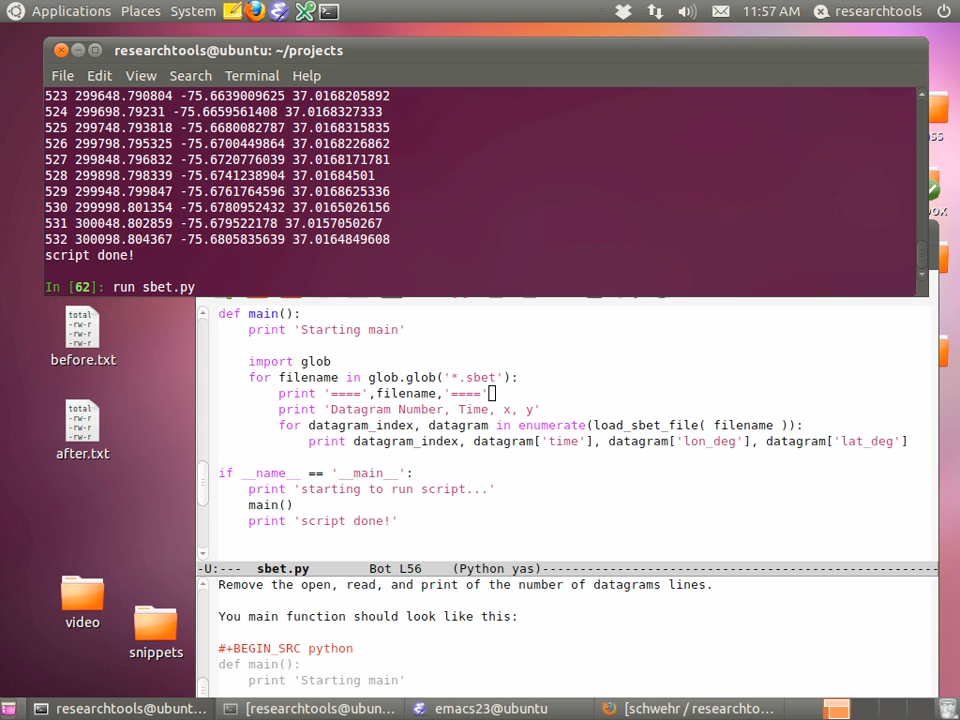 Applications Places System
11:57 AM researchtools
researchtools@ubuntu: ~/projects
File Edit View Search Terminal Help
523 299648.790804 -75.6639009625 37.0168205892
524 299698.79231 -75.6659561408 37.0168327333
525 299748.793818 -75.6680082787 37.0168315835
526 299798.795325 -75.6700449864 37.0168226862
527 299848.796832 -75.6720776039 37.0168171781
528 299898.798339 -75.6741238904 37.01684501
529 299948.799847 -75.6761764596 37.0168625336
530 299998.801354 -75.6780952432 37.0165026156
531 300048.802859 -75.679522178 37.0157050267
532 300098.804367 -75.6805835639 37.0164849608
script done!
In [62]: run sbet.py
def main():
print 'Starting main'
import glob
for filename in glob.glob('*.sbet'):
print '====',filename,'===='
print 'Datagram Number, Time, x, y'
for datagram_index, datagram in enumerate(load_sbet_file( filename )):
print datagram_index, datagram['time'], datagram['lon_deg'], datagram['lat_deg']
if __name__ == '__main__':
print 'starting to run script...'
main()
print 'script done!'
-U:--- sbet.py Bot L56 (Python yas)
Remove the open, read, and print of the number of datagrams lines.
You main function should look like this:
#+BEGIN_SRC python
def main():
print 'Starting main'
total
-rw-r
-rw-r
-rw-r
before.txt
total
-rw-r
-rw-r
-rw-r
after.txt
video
snippets
researchtools@ubunt... [researchtools@ubun... emacs23@ubuntu [schwehr / researchto...